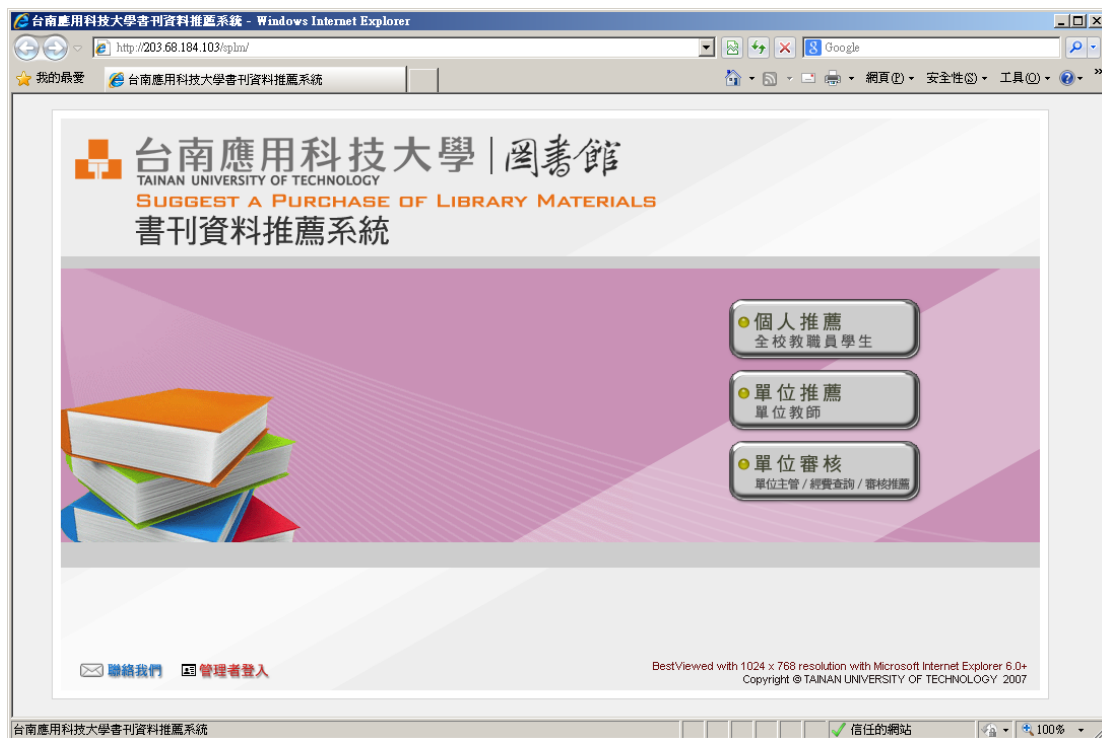 台南應用科技大學書刊資料推薦系統 - Windows Internet Explorer
http://203.68.184.103/splm/
Google
我的最愛
台南應用科技大學書刊資料推薦系統
網頁(P)
安全性(S)
工具(O)
台南應用科技大學
圖書館
TAINAN UNIVERSITY OF TECHNOLOGY
SUGGEST A PURCHASE OF LIBRARY MATERIALS
書刊資料推薦系統
個人推薦
全校教職員學生
單位推薦
單位教師
單位審核
單位主管 / 經費查詢 / 審核推薦
聯絡我們
管理者登入
BestViewed with 1024 x 768 resolution with Microsoft Internet Explorer 6.0+
Copyright © TAINAN UNIVERSITY OF TECHNOLOGY 2007
台南應用科技大學書刊資料推薦系統
信任的網站
100%